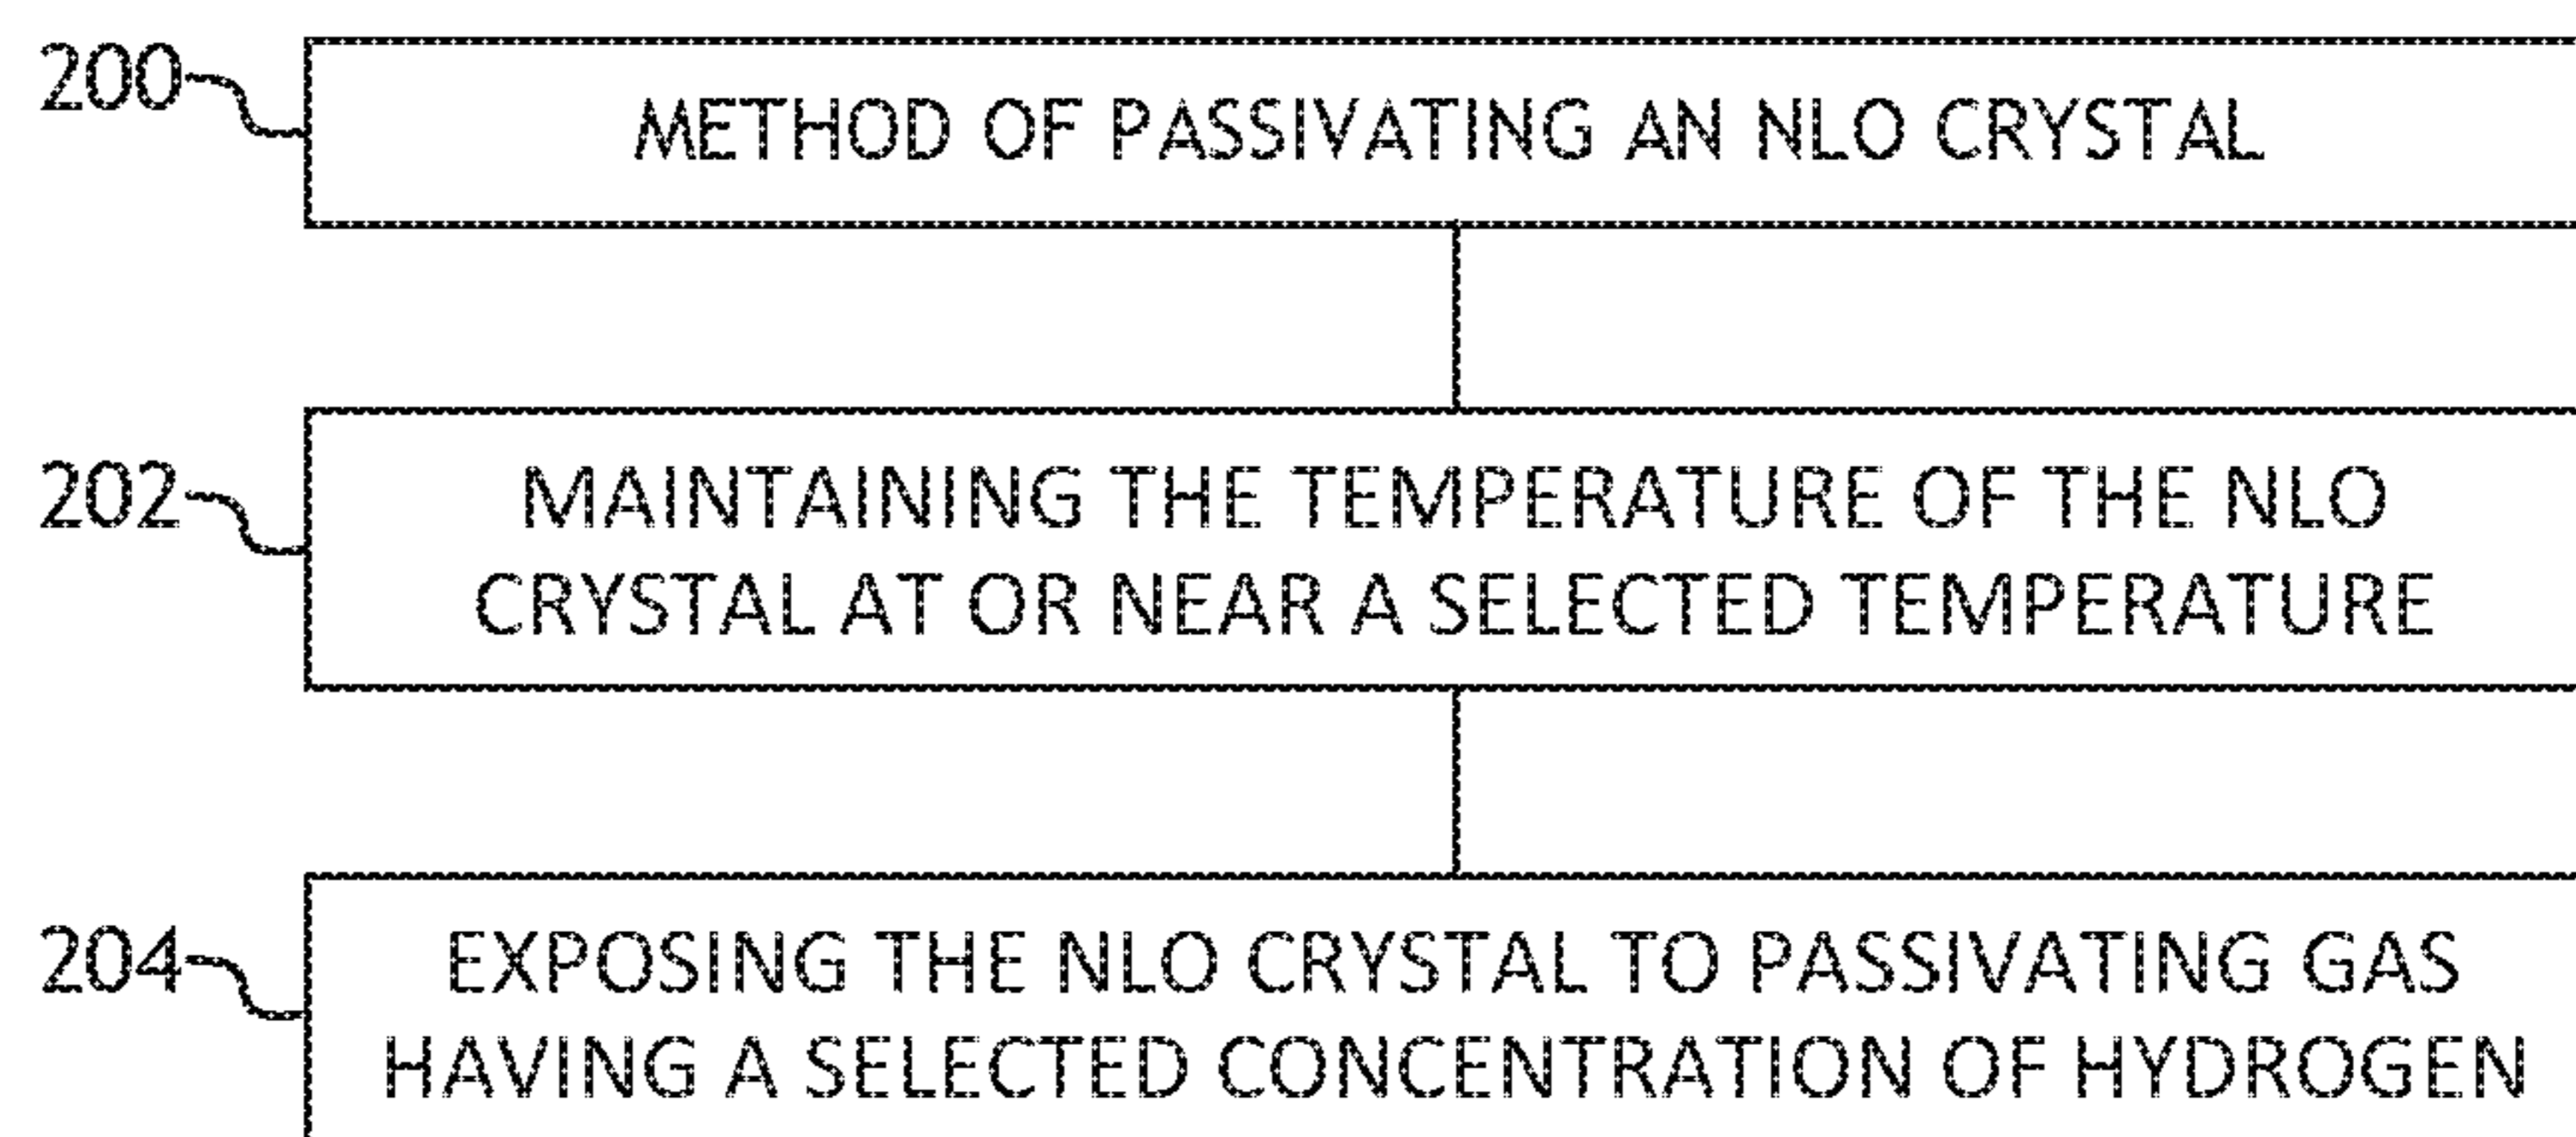 200
METHOD OF PASSIVATING AN NLO CRYSTAL
202
MAINTAINING THE TEMPERATURE OF THE NLO
CRYSTAL AT OR NEAR A SELECTED TEMPERATURE
204
EXPOSING THE NLO CRYSTAL TO PASSIVATING GAS
HAVING A SELECTED CONCENTRATION OF HYDROGEN